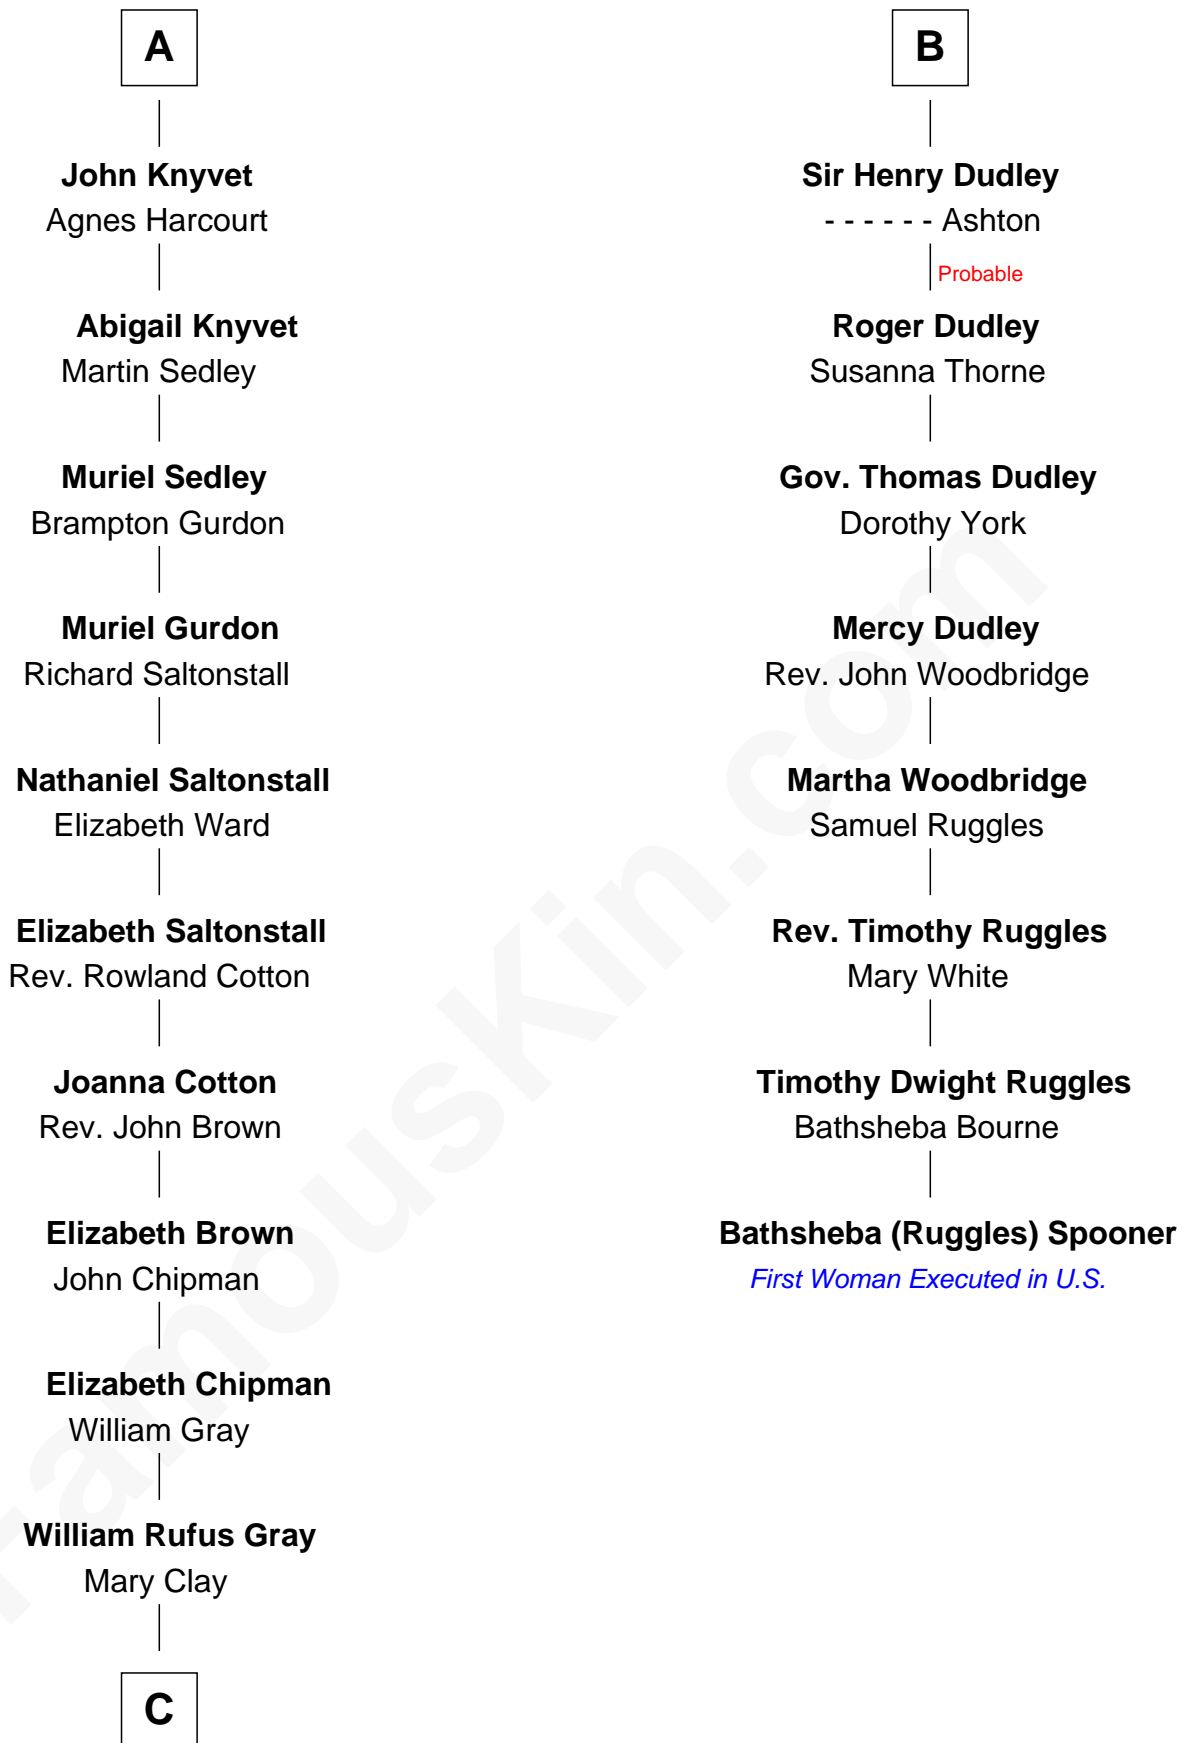 A
John Knyvet
Agnes Harcourt
Abigail Knyvet
Martin Sedley
Muriel Sedley
Brampton Gurdon
Muriel Gurdon
Richard Saltonstall
Nathaniel Saltonstall
Elizabeth Ward
Elizabeth Saltonstall
Rev. Rowland Cotton
Joanna Cotton
Rev. John Brown
Elizabeth Brown
John Chipman
Elizabeth Chipman
William Gray
William Rufus Gray
Mary Clay
C
B
Sir Henry Dudley
- - - - - - Ashton
Probable
Roger Dudley
Susanna Thorne
Gov. Thomas Dudley
Dorothy York
Mercy Dudley
Rev. John Woodbridge
Martha Woodbridge
Samuel Ruggles
Rev. Timothy Ruggles
Mary White
Timothy Dwight Ruggles
Bathsheba Bourne
Bathsheba (Ruggles) Spooner
First Woman Executed in U.S.
FamousKin.com